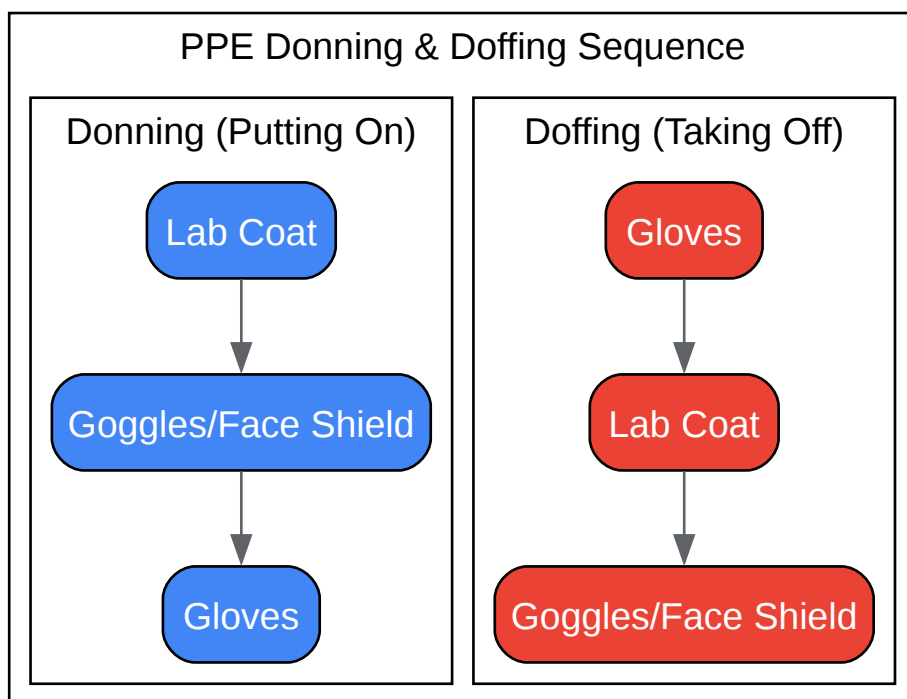 PPE Donning & Doffing Sequence
Donning (Putting On)
Lab Coat
Goggles/Face Shield
Gloves
Doffing (Taking Off)
Gloves
Lab Coat
Goggles/Face Shield